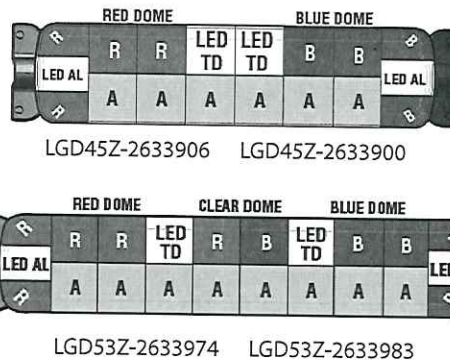 RED DOME BLUE DOME
R R R LED TD LED TD B B B
LED AL LED AL
R A A A A A A B
LGD45Z-2633906 LGD45Z-2633900
RED DOME CLEAR DOME BLUE DOME
R R R LED TD R B LED TD B B
LED AL LED
R A A A A A A A A
LGD53Z-2633974 LGD53Z-2633983